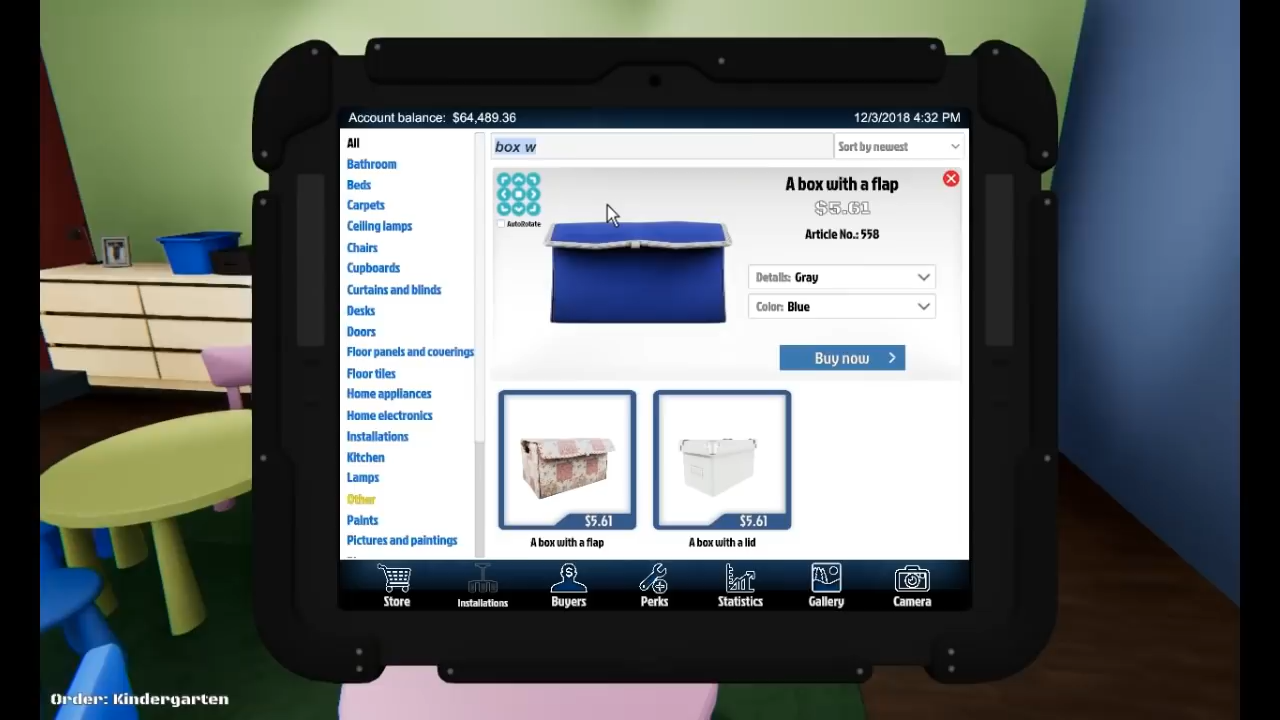 Account balance: $64,489.36
12/3/2018 4:32 PM
All
Bathroom
Beds
Carpets
Ceiling lamps
Chairs
Cupboards
Curtains and blinds
Desks
Doors
Floor panels and coverings
Floor tiles
Home appliances
Home electronics
Installations
Kitchen
Lamps
Other
Paints
Pictures and paintings
box w
Sort by newest
AutoRotate
A box with a flap
$5.61
Article No.: 558
Details: Gray
Color: Blue
Buy now
$5.61
$5.61
A box with a flap
A box with a lid
Store
Installations
Buyers
Perks
Statistics
Gallery
Camera
Order: Kindergarten